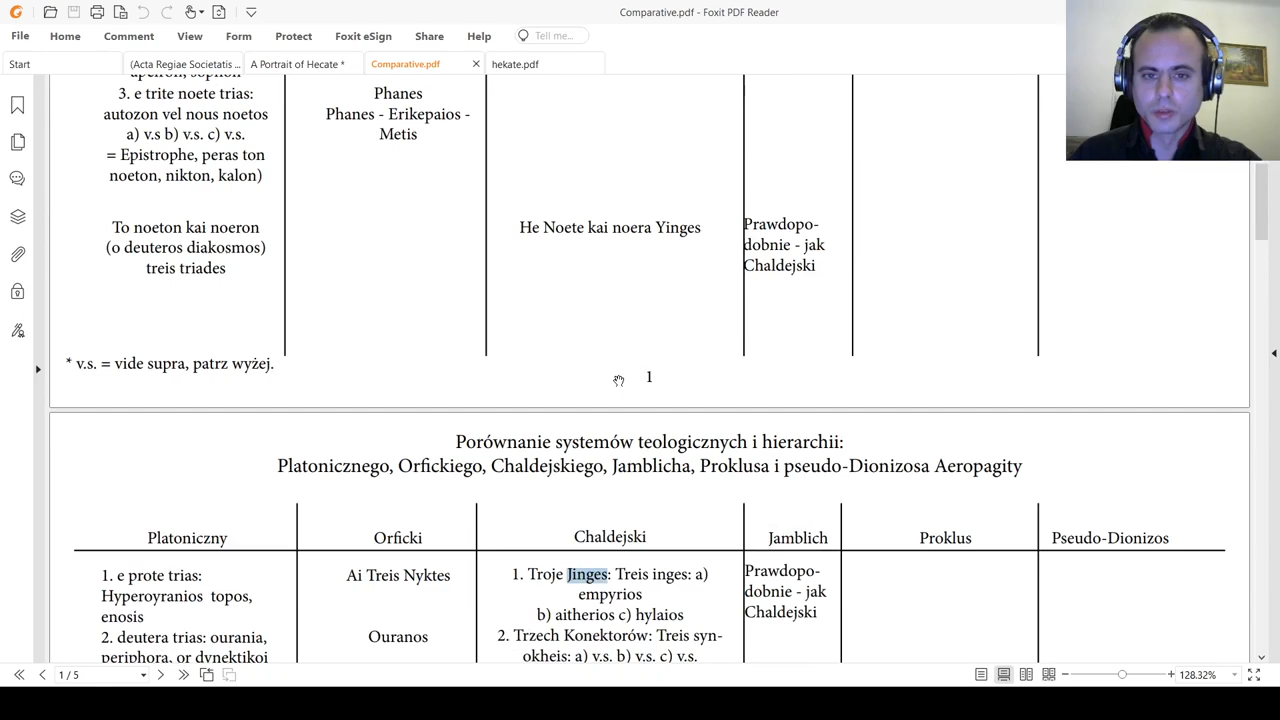 Comparative.pdf - Foxit PDF Reader
File Home Comment View Form Protect Foxit eSign Share Help Tell me...
Start (Acta Regiae Societatis ... A Portrait of Hecate * Comparative.pdf hekate.pdf
apeiron, sophon
3. e trite noete trias:
autozon vel nous noetos
a) v.s b) v.s. c) v.s.
= Epistrophe, peras ton
noeton, nikton, kalon)
Phanes
Phanes - Erikepaios -
Metis
To noeton kai noeron
(o deuteros diakosmos)
treis triades
He Noete kai noera Yinges
Prawdopo-
dobnie - jak
Chaldejski
* v.s. = vide supra, patrz wyżej.
1
Porównanie systemów teologicznych i hierarchii:
Platonicznego, Orfickiego, Chaldejskiego, Jamblicha, Proklusa i pseudo-Dionizosa Aeropagity
Platoniczny Orficki Chaldejski Jamblich Proklus Pseudo-Dionizos
1. e prote trias:
Hyperoyranios topos,
enosis
2. deutera trias: ourania,
periphora, or dynektikoi
Ai Treis Nyktes
Ouranos
1. Troje Jinges: Treis inges: a)
empyrios
b) aitherios c) hylaios
2. Trzech Konektorów: Treis syn-
okheis: a) v.s. b) v.s. c) v.s.
Prawdopo-
dobnie - jak
Chaldejski
1 / 5 128.32%